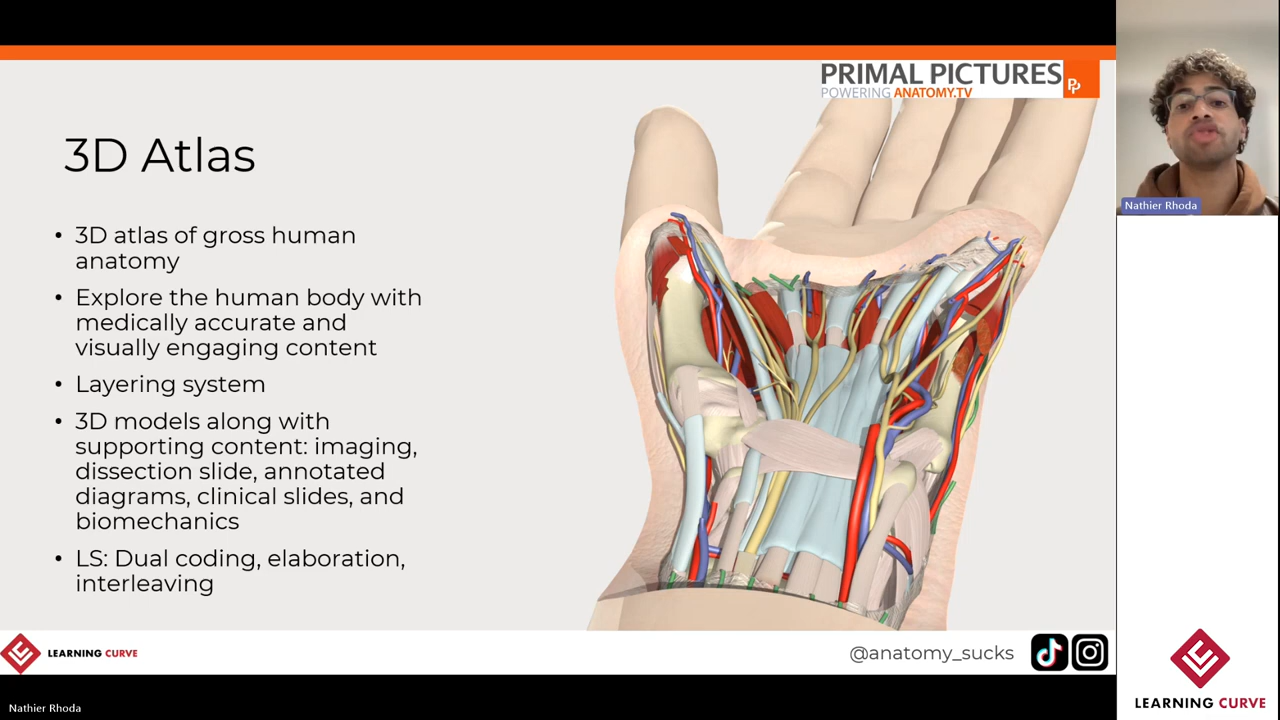 PRIMAL PICTURES
POWERING ANATOMY.TV
3D Atlas
• 3D atlas of gross human
anatomy
• Explore the human body with
medically accurate and
visually engaging content
• Layering system
• 3D models along with
supporting content: imaging,
dissection slide, annotated
diagrams, clinical slides, and
biomechanics
• LS: Dual coding, elaboration,
interleaving
LEARNING CURVE
@anatomy_sucks
Nathier Rhoda
Nathier Rhoda
LEARNING CURVE